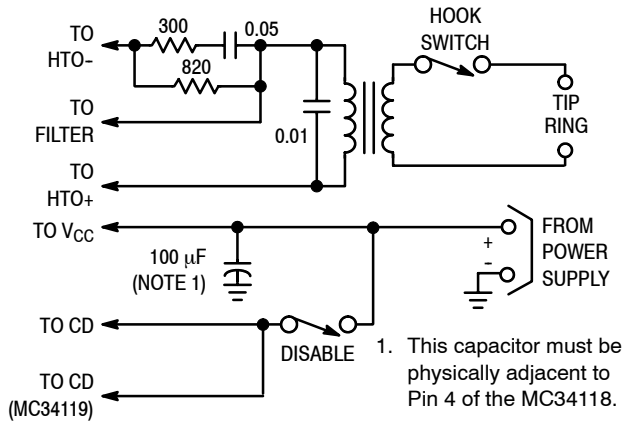 300
0.05
TO
HTO−
820
TO
FILTER
0.01
TO
HTO+
HOOK
SWITCH
TIP
RING
TO VCC
100 μF
(NOTE 1)
+
-
FROM
POWER
SUPPLY
TO CD
DISABLE
TO CD
(MC34119)
1. This capacitor must be
physically adjacent to
Pin 4 of the MC34118.